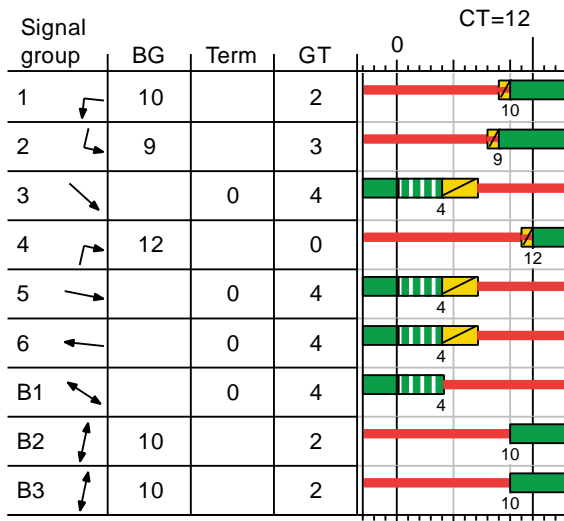 CT=12
Signal
group BG Term GT 0
1 10 2 10
2 9 3 9
3 0 4 4
4 12 0 12
5 0 4 4
6 0 4 4
B1 0 4 4
B2 10 2 10
B3 10 2 10